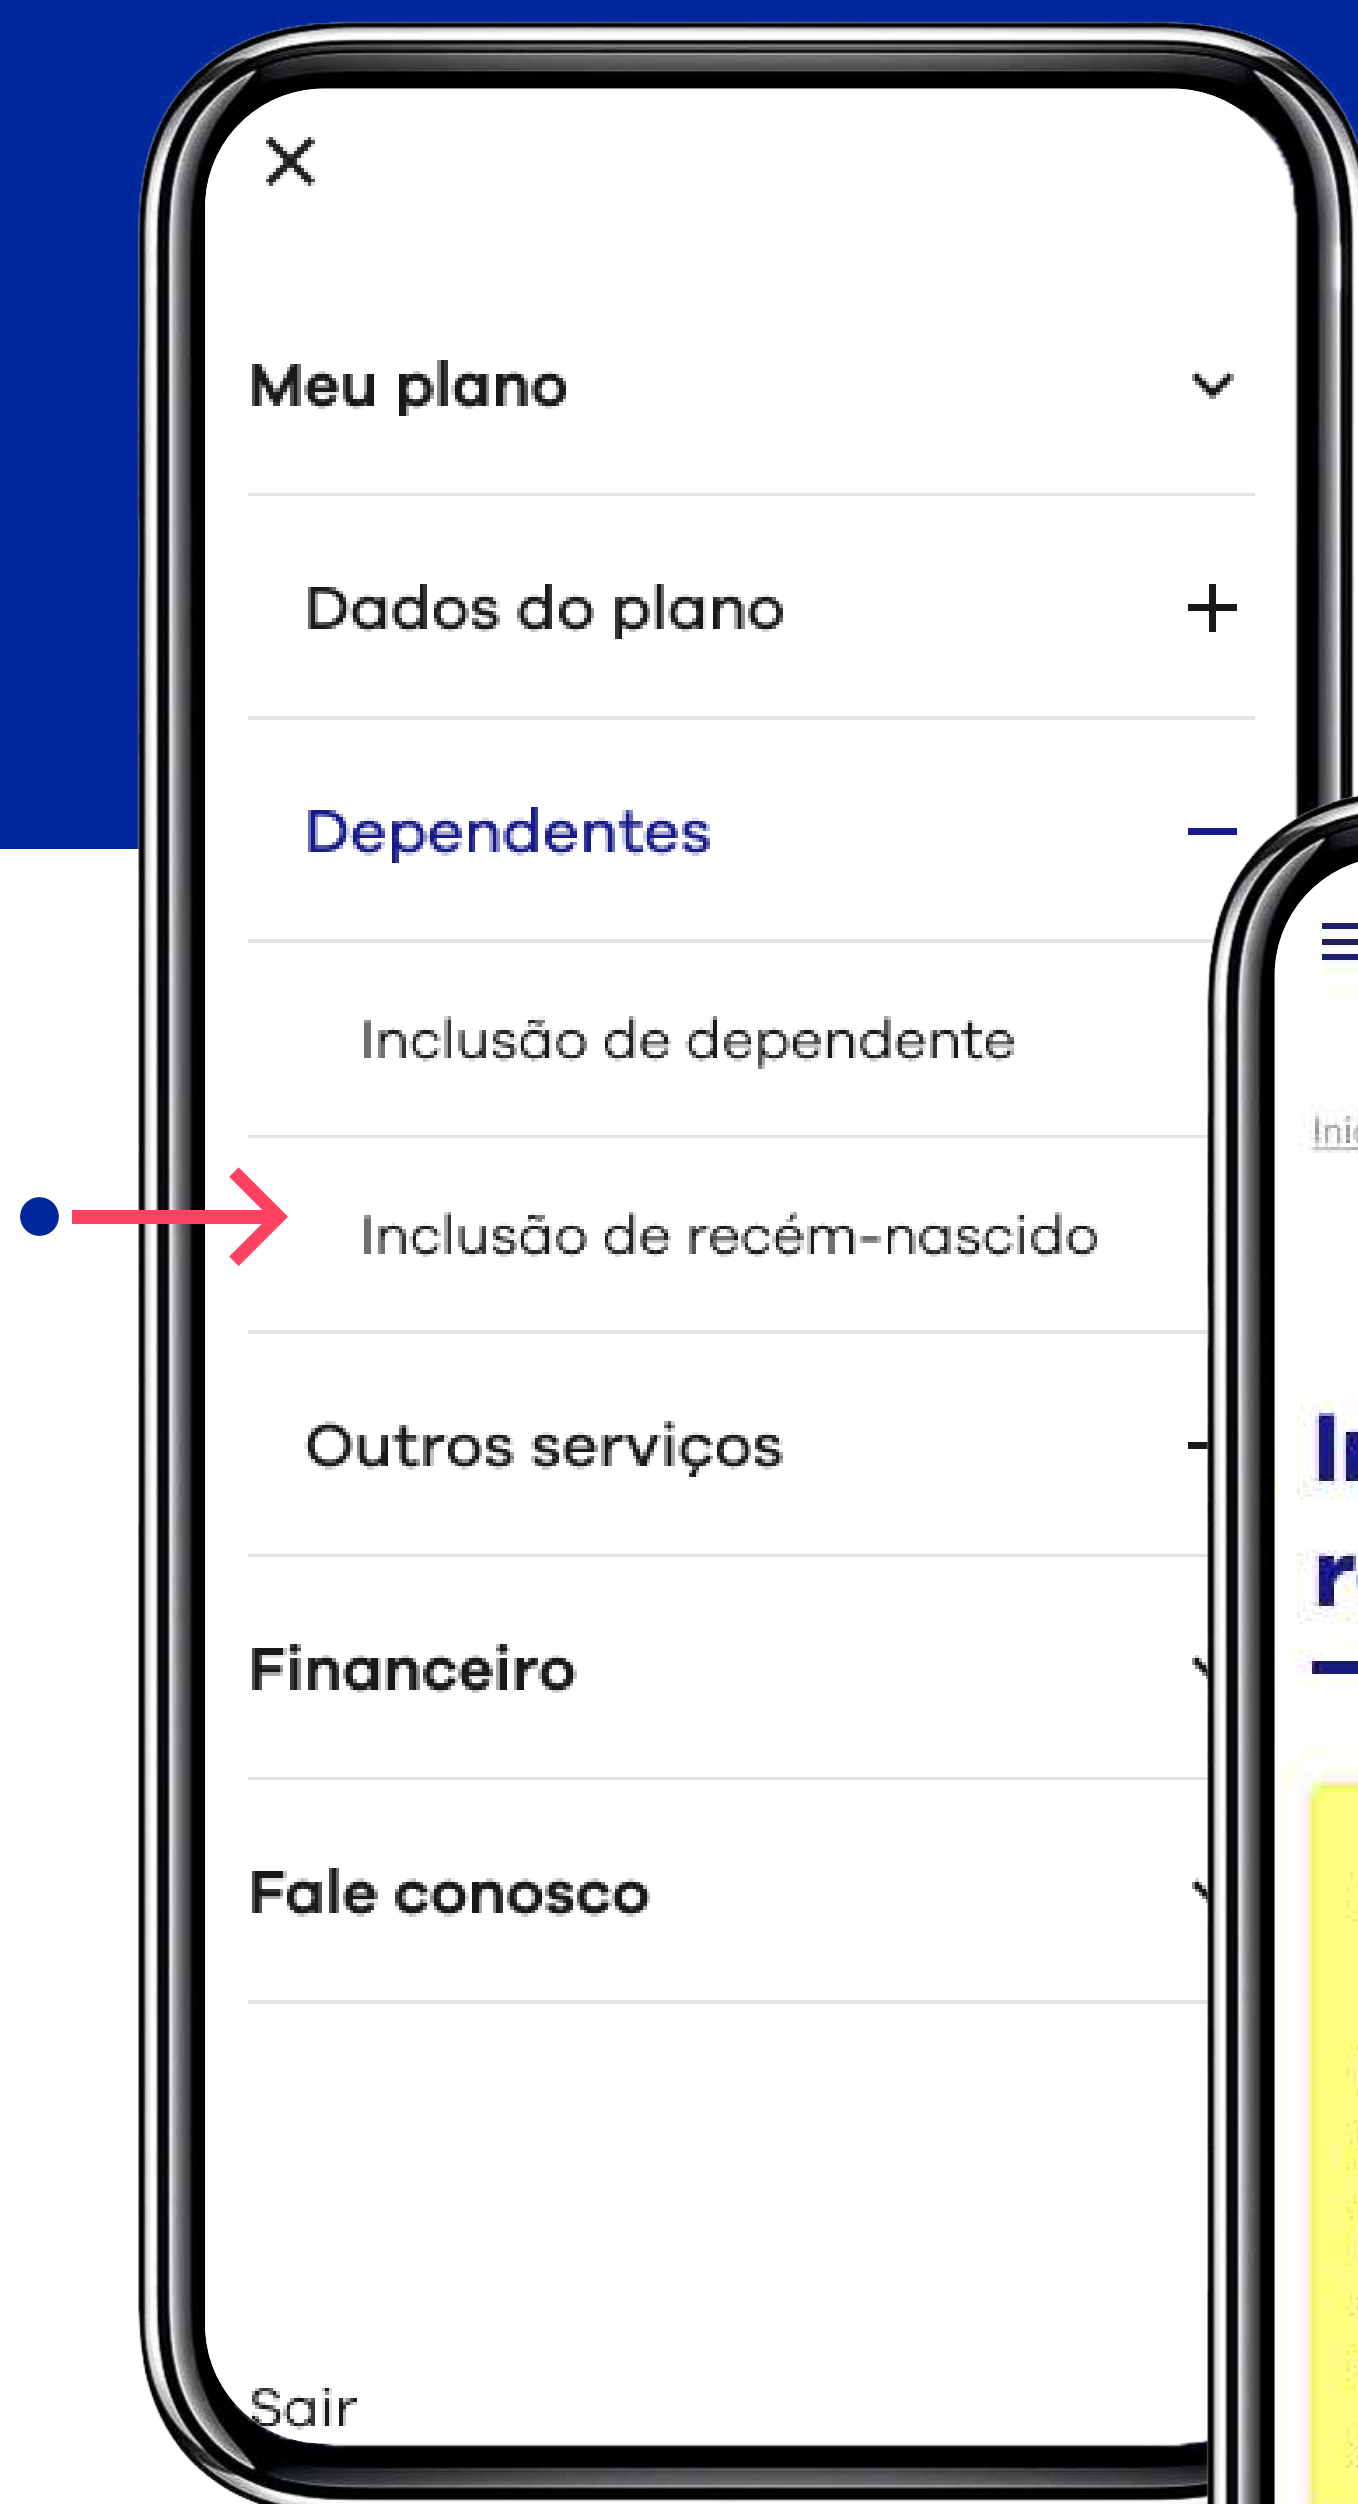 Meu plano
Dados do plano
Dependentes
Inclusão de dependente
Inclusão de recém-nascido
Outros serviços
Financeiro
Fale conosco
Sair